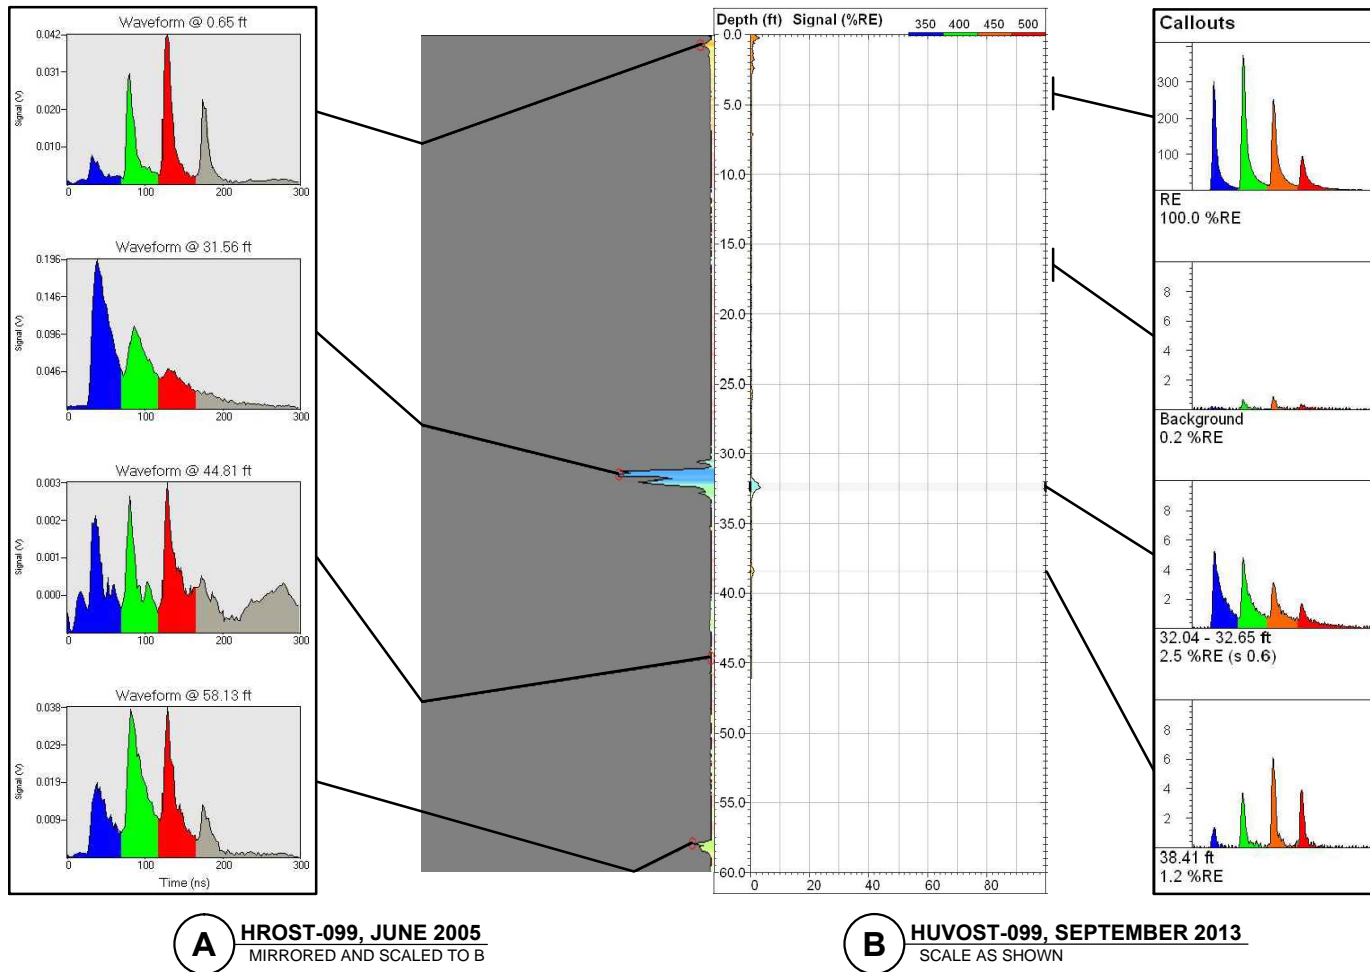 Waveform @ 0.65 ft
0.042
0.031
0.020
0.010
Signal (V)
0 100 200 300
Waveform @ 31.56 ft
0.196
0.146
0.096
0.046
Signal (V)
0 100 200 300
Waveform @ 44.81 ft
0.003
0.002
0.001
0.000
Signal (V)
0 100 200 300
Waveform @ 58.13 ft
0.038
0.029
0.019
0.009
Signal (V)
0 100 200 300
Time (ns)
Depth (ft) Signal (%RE) 350 400 450 500
0.0
5.0
10.0
15.0
20.0
25.0
30.0
35.0
40.0
45.0
50.0
55.0
60.0
0 20 40 60 80
Callouts
300
200
100
RE
100.0 %RE
8
6
4
2
Background
0.2 %RE
8
6
4
2
32.04 - 32.65 ft
2.5 %RE (s 0.6)
8
6
4
2
38.41 ft
1.2 %RE
A HROST-099, JUNE 2005
MIRRORED AND SCALED TO B
B HUVOST-099, SEPTEMBER 2013
SCALE AS SHOWN